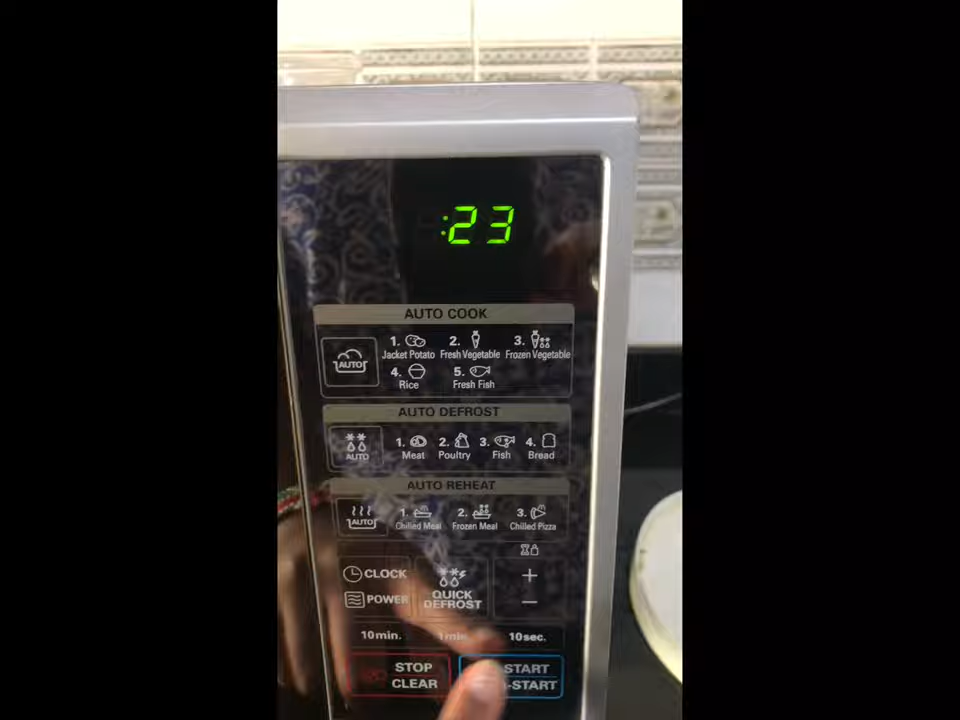 :23
AUTO COOK
AUTO
1. 2. 3.
Jacket Potato Fresh Vegetable Frozen Vegetable
4. 5.
Rice Fresh Fish
AUTO DEFROST
AUTO
1. 2. 3. 4.
Meat Poultry Fish Bread
AUTO REHEAT
AUTO
1. 2. 3.
Chilled Meal Frozen Meal Chilled Pizza
CLOCK
POWER
QUICK
DEFROST
+
−
10min. 1min. 10sec.
STOP
CLEAR
START
-START